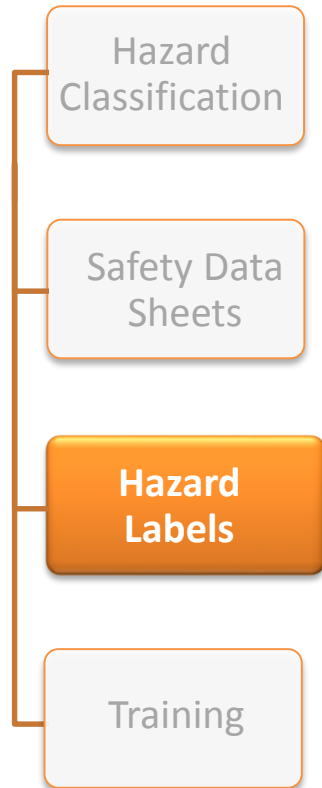 Hazard
Classification
Safety Data
Sheets
Hazard
Labels
Training